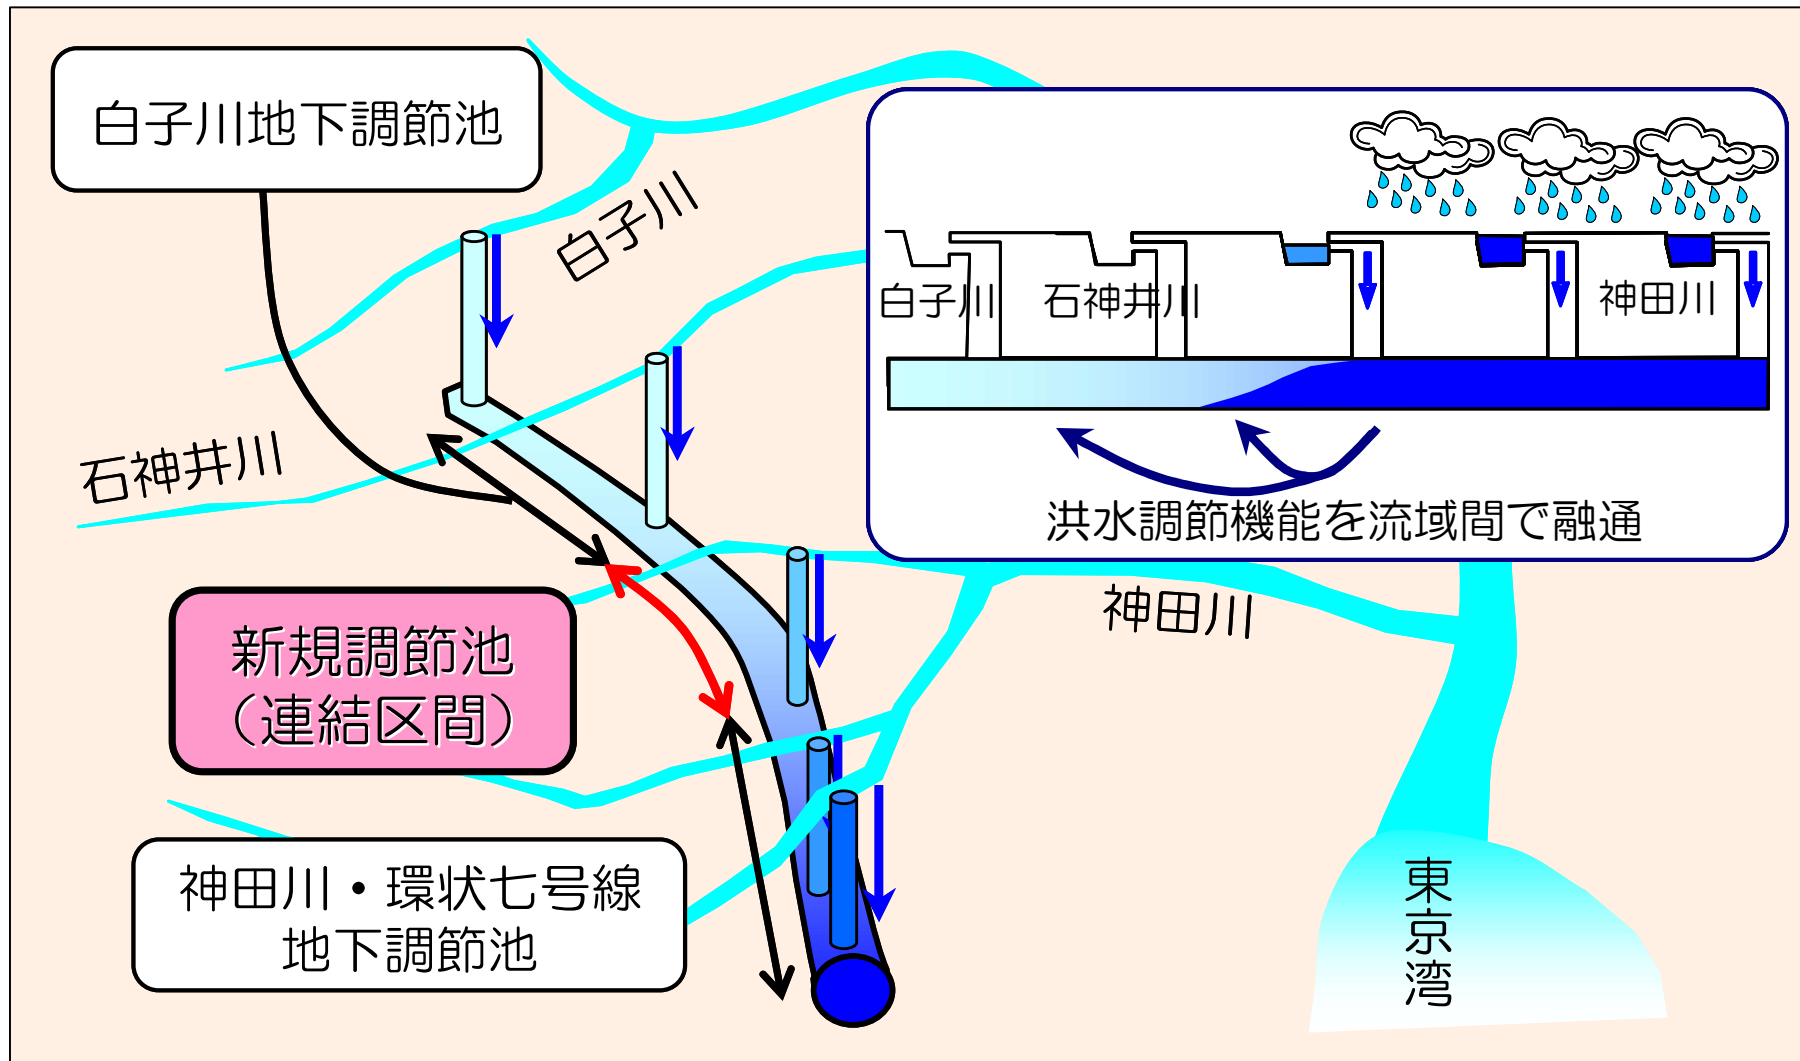 白子川地下調節池
白子川
石神井川
白子川
石神井川
神田川
洪水調節機能を流域間で融通
神田川
新規調節池
(連結区間)
神田川・環状七号線
地下調節池
東京湾